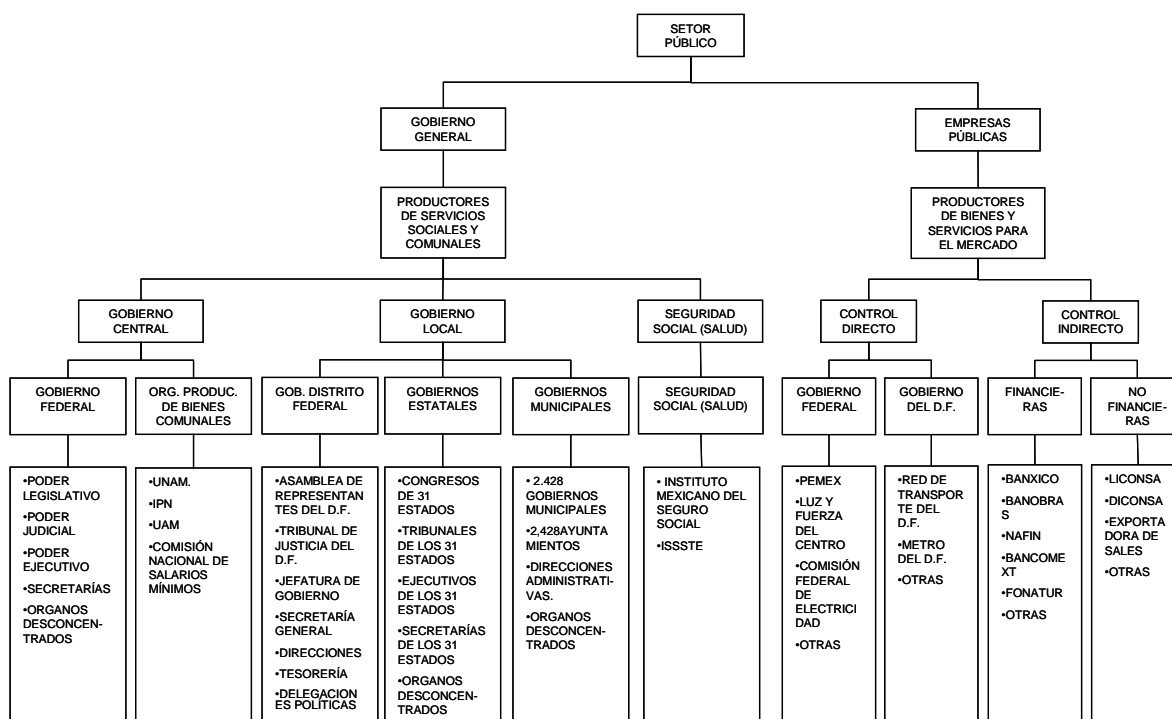 SETOR
PÚBLICO
GOBIERNO
GENERAL
EMPRESAS
PÚBLICAS
PRODUCTORES
DE SERVICIOS
SOCIALES Y
COMUNALES
PRODUCTORES
DE BIENES Y
SERVICIOS PARA
EL MERCADO
GOBIERNO
CENTRAL
GOBIERNO
LOCAL
SEGURIDAD
SOCIAL (SALUD)
CONTROL
DIRECTO
CONTROL
INDIRECTO
GOBIERNO
FEDERAL
ORG. PRODUC.
DE BIENES
COMUNALES
GOB. DISTRITO
FEDERAL
GOBIERNOS
ESTATALES
GOBIERNOS
MUNICIPALES
SEGURIDAD
SOCIAL (SALUD)
GOBIERNO
FEDERAL
GOBIERNO
DEL D.F.
FINANCIE-
RAS
NO
FINANCIE-
RAS
•PODER
LEGISLATIVO
•PODER
JUDICIAL
•PODER
EJECUTIVO
•SECRETARÍAS
•ORGANOS
DESCONCEN-
TRADOS
•UNAM.
•IPN
•UAM
•COMISIÓN
NACIONAL DE
SALARIOS
MÍNIMOS
•ASAMBLEA DE
REPRESENTAN
TES DEL D.F.
•TRIBUNAL DE
JUSTICIA DEL
D.F.
•JEFATURA DE
GOBIERNO
•SECRETARÍA
GENERAL
•DIRECCIONES
•TESORERÍA
•DELEGACION
ES POLÍTICAS
•CONGRESOS
DE 31
ESTADOS
•TRIBUNALES
DE LOS 31
ESTADOS
•EJECUTIVOS
DE LOS 31
ESTADOS
•SECRETARÍAS
DE LOS 31
ESTADOS
•ORGANOS
DESCONCEN-
TRADOS
• 2.428
GOBIERNOS
MUNICIPALES
•2,428AYUNTA
MIENTOS
•DIRECCIONES
ADMINISTRATI-
VAS.
•ORGANOS
DESCONCEN-
TRADOS
• INSTITUTO
MEXICANO DEL
SEGURO
SOCIAL
•ISSSTE
•PEMEX
•LUZ Y
FUERZA
DEL
CENTRO
•COMISIÓN
FEDERAL
DE
ELECTRICI
DAD
•OTRAS
•RED DE
TRANSPOR
TE DEL
D.F.
•METRO
DEL D.F.
•OTRAS
•BANXICO
•BANOBRA
S
•NAFIN
•BANCOME
XT
•FONATUR
•OTRAS
•LICONSA
•DICONSA
•EXPORTA
DORA DE
SALES
•OTRAS